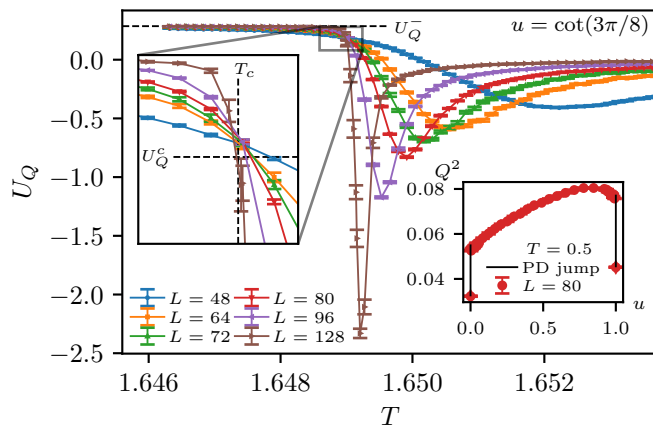 U_Q^-
u = cot(3π/8)
0.0
−0.5
−1.0
−1.5
−2.0
−2.5
U_Q
T_c
U_Q^c
L = 48
L = 64
L = 72
L = 80
L = 96
L = 128
Q^2
0.08
0.06
0.04
T = 0.5
PD jump
L = 80
0.0
0.5
1.0
u
1.646
1.648
1.650
1.652
T